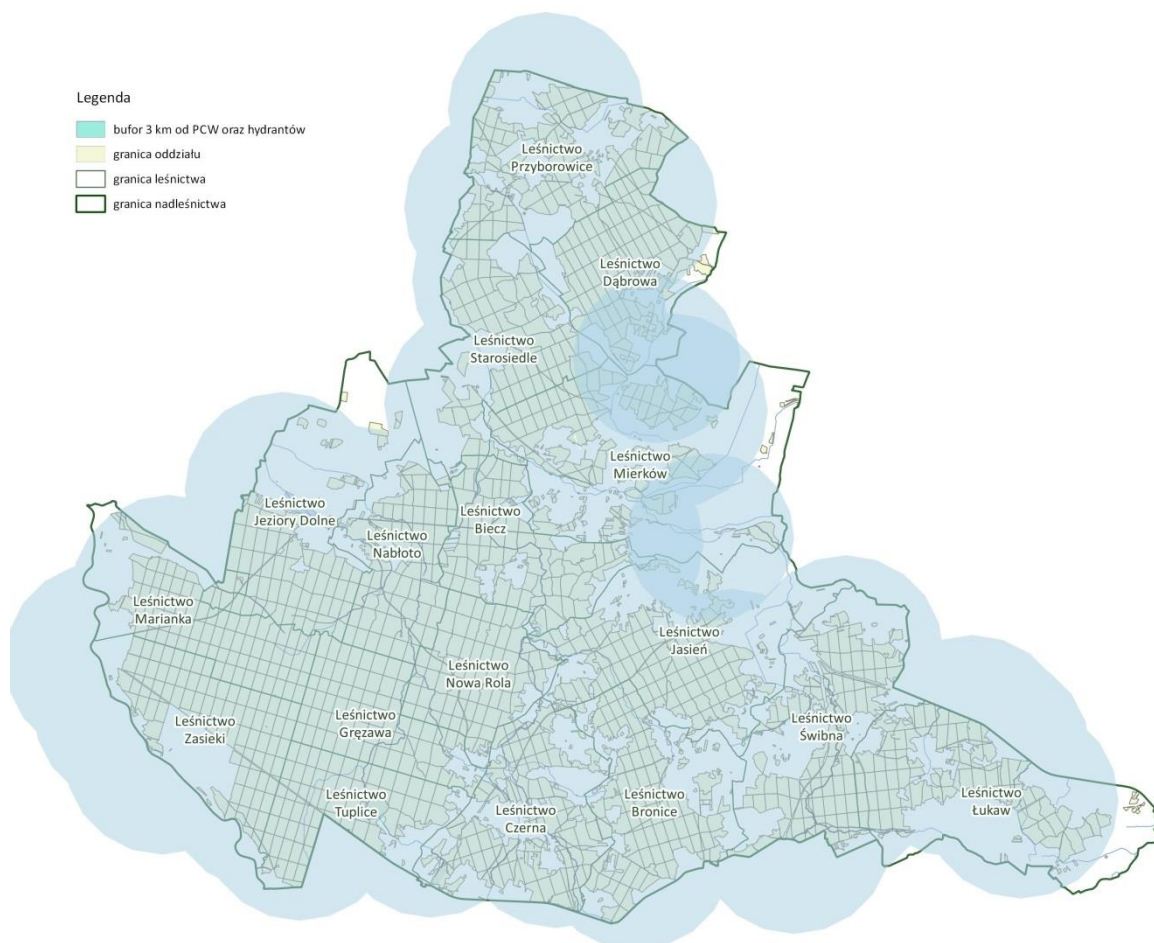 Legenda
bufor 3 km od PCW oraz hydrantów
granica oddziału
granica leśnictwa
granica nadleśnictwa
Leśnictwo
Przyborowice
Leśnictwo
Dąbrowa
Leśnictwo
Starosiedle
Leśnictwo
Mierków
Leśnictwo
Jeziory Dolne
Leśnictwo
Biecz
Leśnictwo
Nabłoto
Leśnictwo
Marianka
Leśnictwo
Jasień
Leśnictwo
Nowa Rola
Leśnictwo
Zasieki
Leśnictwo
Gręzawa
Leśnictwo
Świbna
Leśnictwo
Tuplice
Leśnictwo
Czerna
Leśnictwo
Bronice
Leśnictwo
Łukaw